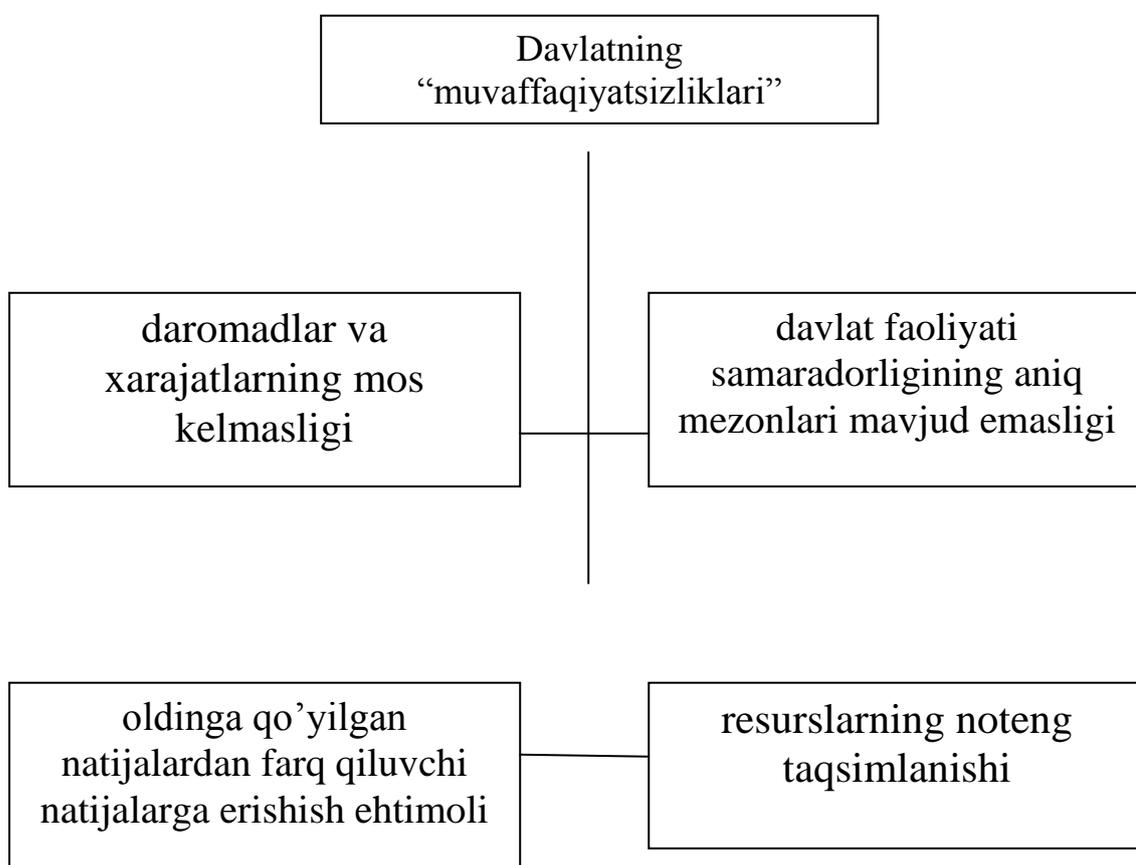 Davlatning
“muvaffaqiyatsizliklari”
daromadlar va
xarajatlarning mos
kelmasligi
davlat faoliyati
samaradorligining aniq
mezonlari mavjud emasligi
oldinga qo’yilgan
natijalardan farq qiluvchi
natijalarga erishish ehtimoli
resurslarning noteng
taqsimlanishi